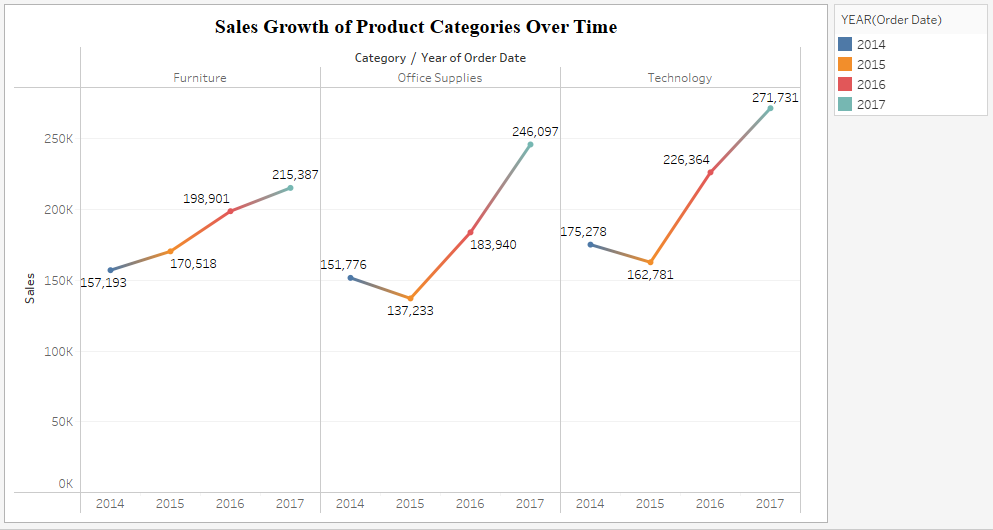 Sales Growth of Product Categories Over Time
YEAR(Order Date)
2014
2015
2016
2017
Category / Year of Order Date
Furniture
Office Supplies
Technology
271,731
250K
246,097
226,364
215,387
200K
198,901
183,940
175,278
170,518
162,781
157,193
151,776
150K
137,233
Sales
100K
50K
0K
2014 2015 2016 2017 2014 2015 2016 2017 2014 2015 2016 2017